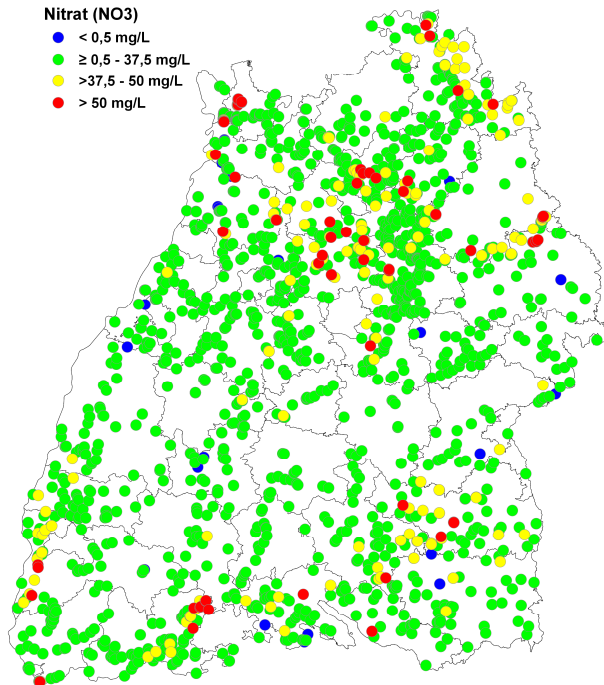 Nitrat (NO3)
< 0,5 mg/L
≥ 0,5 - 37,5 mg/L
>37,5 - 50 mg/L
> 50 mg/L